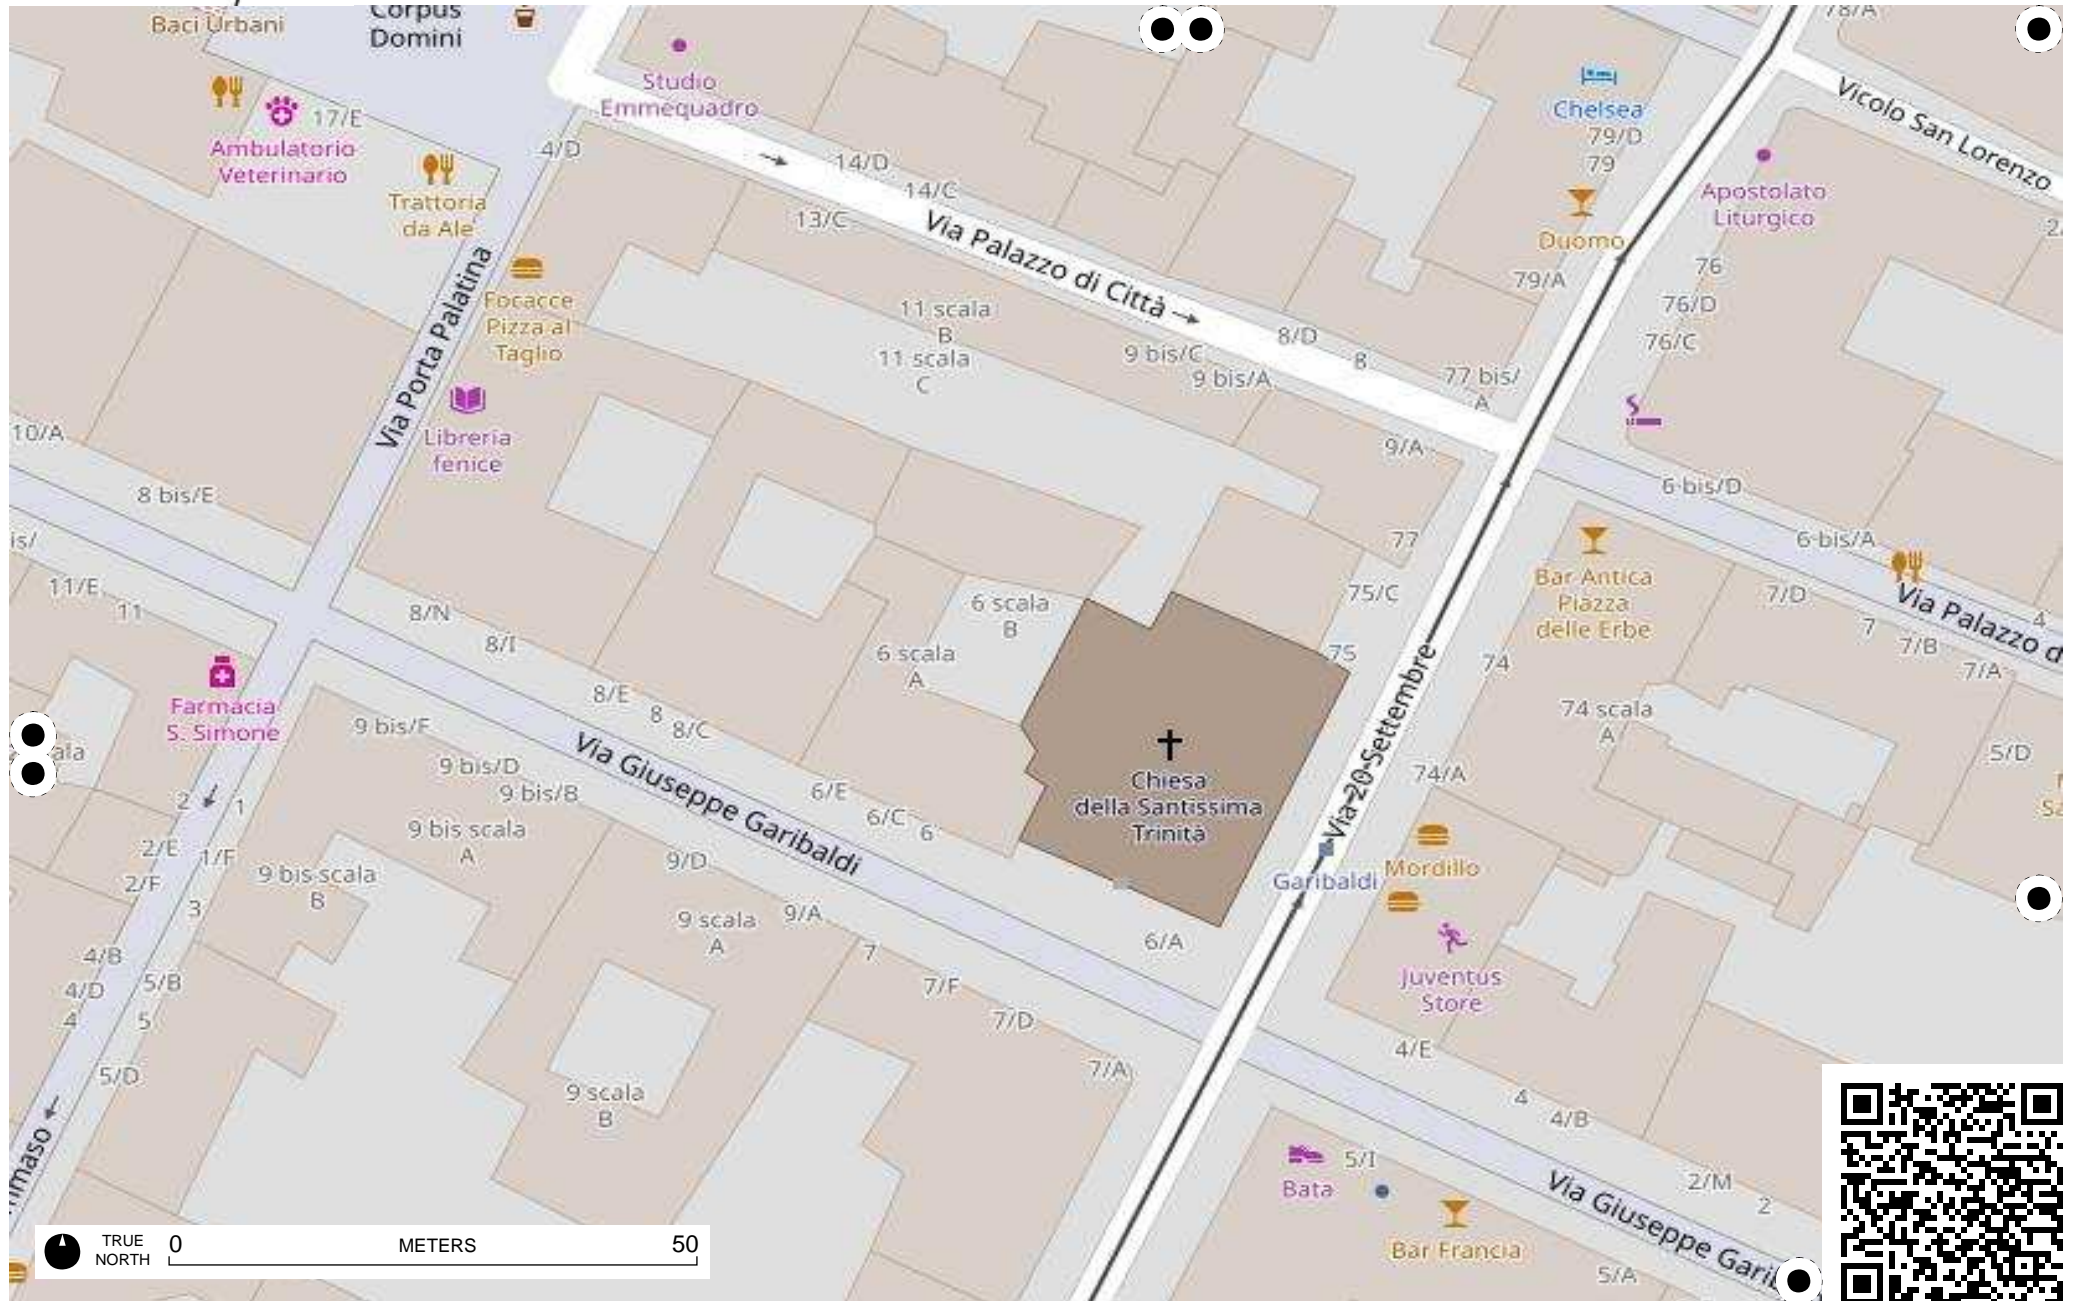 Baci Urbani
Corpus
Domini
Studio
Emmequadro
17/E
Ambulatorio
Veterinario
Trattoria
da Ale
4/D
14/D
14/C
13/C
Via Palazzo di Città
Chelsea
79/D
79
Duomo
79/A
78/A
Vicolo San Lorenzo
Apostolato
Liturgico
76
76/D
76/C
Via Porta Palatina
Focacce
Pizza al
Taglio
Libreria
fenice
11 scala
B
11 scala
C
9 bis/C
9 bis/A
8/D
8
77 bis/
A
9/A
10/A
8 bis/E
11/E
11
77
75/C
75
6 bis/D
6 bis/A
Bar Antica
Piazza
delle Erbe
7/D
7
7/B
7/A
4
Via Palazzo d
74
74 scala
A
74/A
5/D
8/N
8/I
8/E
8
8/C
6 scala
B
6 scala
A
Farmacia
S. Simone
9 bis/F
9 bis/D
9 bis/B
9 bis scala
A
9 bis scala
B
Via Giuseppe Garibaldi
6/E
6/C
6
Chiesa
della Santissima
Trinità
Via 20 Settembre
Garibaldi
Mordillo
Juventus
Store
2
1
2/E
1/F
2/F
3
4/B
4/D
5/B
4
5
5/D
9/D
9/A
9 scala
A
7
7/F
7/D
7/A
6/A
9 scala
B
4/E
4
4/B
2/M
2
Bata
5/I
Bar Francia
5/A
Via Giuseppe Garib
TRUE
NORTH
0 METERS 50